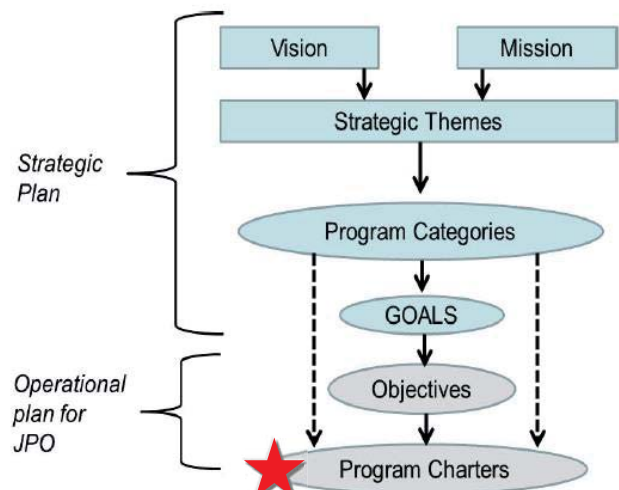 Vision
Mission
Strategic Themes
Strategic
Plan
Program Categories
GOALS
Operational
plan for
JPO
Objectives
Program Charters